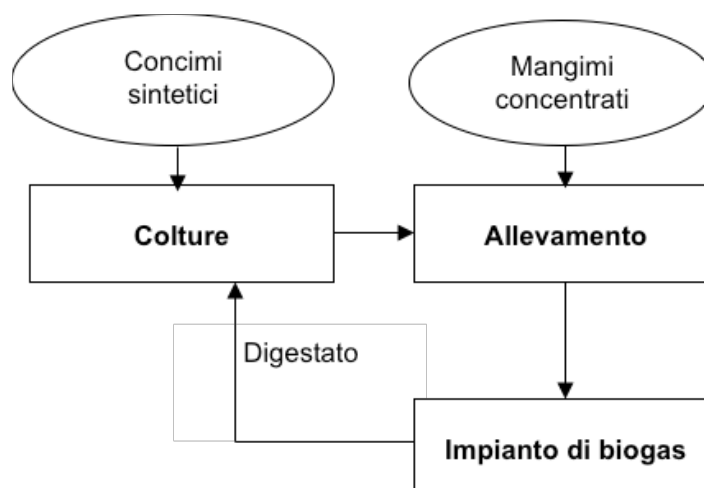 Concimi
sintetici
Mangimi
concentrati
Colture
Allevamento
Digestato
Impianto di biogas